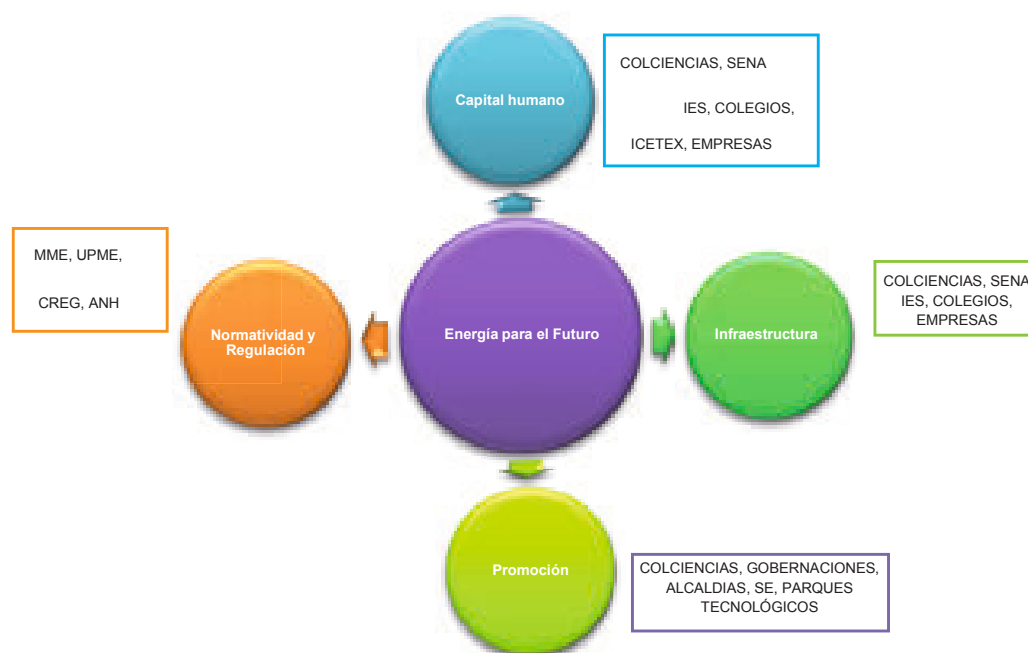 Capital humano
COLCIENCIAS, SENA
IES, COLEGIOS,
ICETEX, EMPRESAS
MME, UPME,
CREG, ANH
Normatividad y
Regulación
Energía para el Futuro
Infraestructura
COLCIENCIAS, SENA
IES, COLEGIOS,
EMPRESAS
Promoción
COLCIENCIAS, GOBERNACIONES,
ALCALDIAS, SE, PARQUES
TECNOLÓGICOS